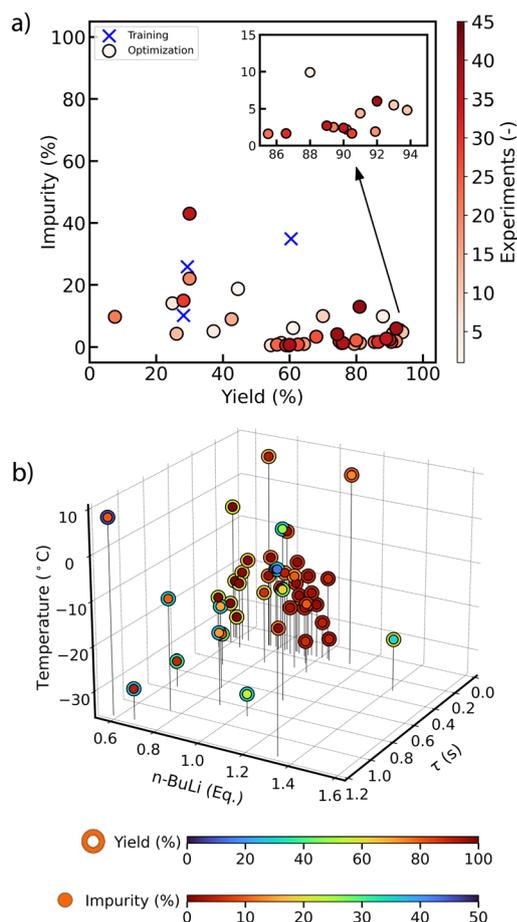 a)
100
80
60
40
20
0
Impurity (%)
Training
Optimization
15
10
5
0
86 88 90 92 94
0 20 40 60 80 100
Yield (%)
45
40
35
30
25
20
15
10
5
Experiments (-)
b)
10
0
−10
−20
−30
Temperature (°C)
0.6 0.8 1.0 1.2 1.4 1.6
n-BuLi (Eq.)
0.0
0.2
0.4
0.6
0.8
1.0
1.2
τ (s)
Yield (%)
0 20 40 60 80 100
Impurity (%)
0 10 20 30 40 50